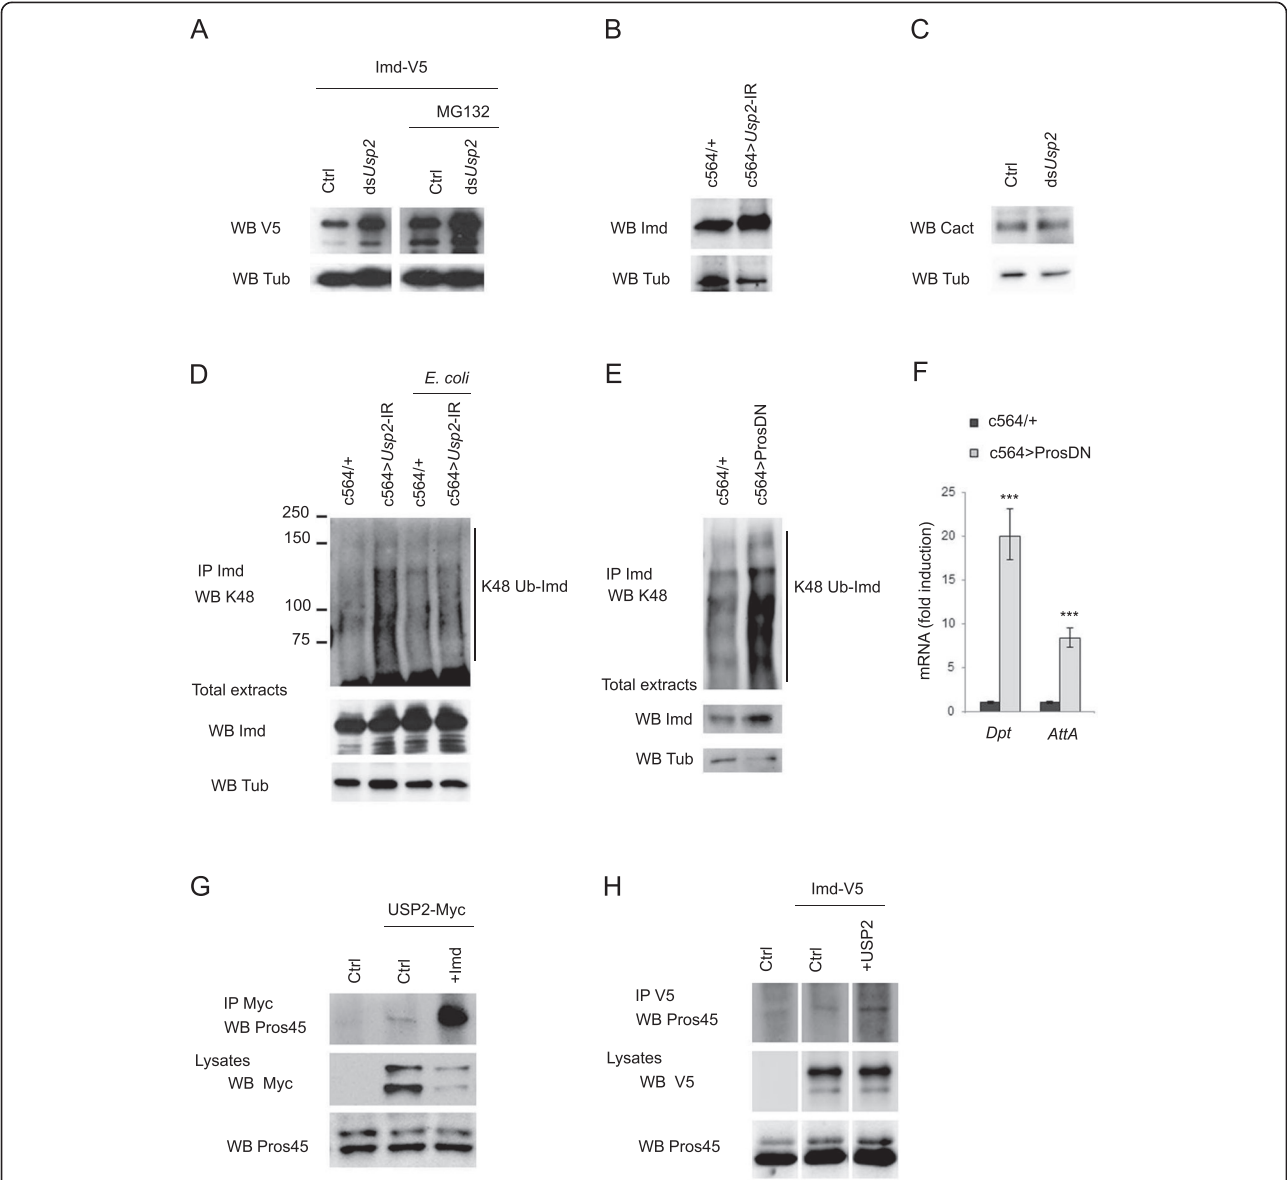 A
Imd-V5
MG132
Ctrl
dsUsp2
Ctrl
dsUsp2
WB V5
WB Tub
B
c564/+
c564>Usp2-IR
WB Imd
WB Tub
C
Ctrl
dsUsp2
WB Cact
WB Tub
D
E. coli
c564/+
c564>Usp2-IR
c564/+
c564>Usp2-IR
250
150
100
75
IP Imd
WB K48
K48 Ub-Imd
Total extracts
WB Imd
WB Tub
E
c564/+
c564>ProsDN
IP Imd
WB K48
K48 Ub-Imd
Total extracts
WB Imd
WB Tub
F
c564/+
c564>ProsDN
mRNA (fold induction)
25
20
15
10
5
0
***
***
Dpt
AttA
G
USP2-Myc
Ctrl
Ctrl
+Imd
IP Myc
WB Pros45
Lysates
WB Myc
WB Pros45
H
Imd-V5
Ctrl
Ctrl
+USP2
IP V5
WB Pros45
Lysates
WB V5
WB Pros45